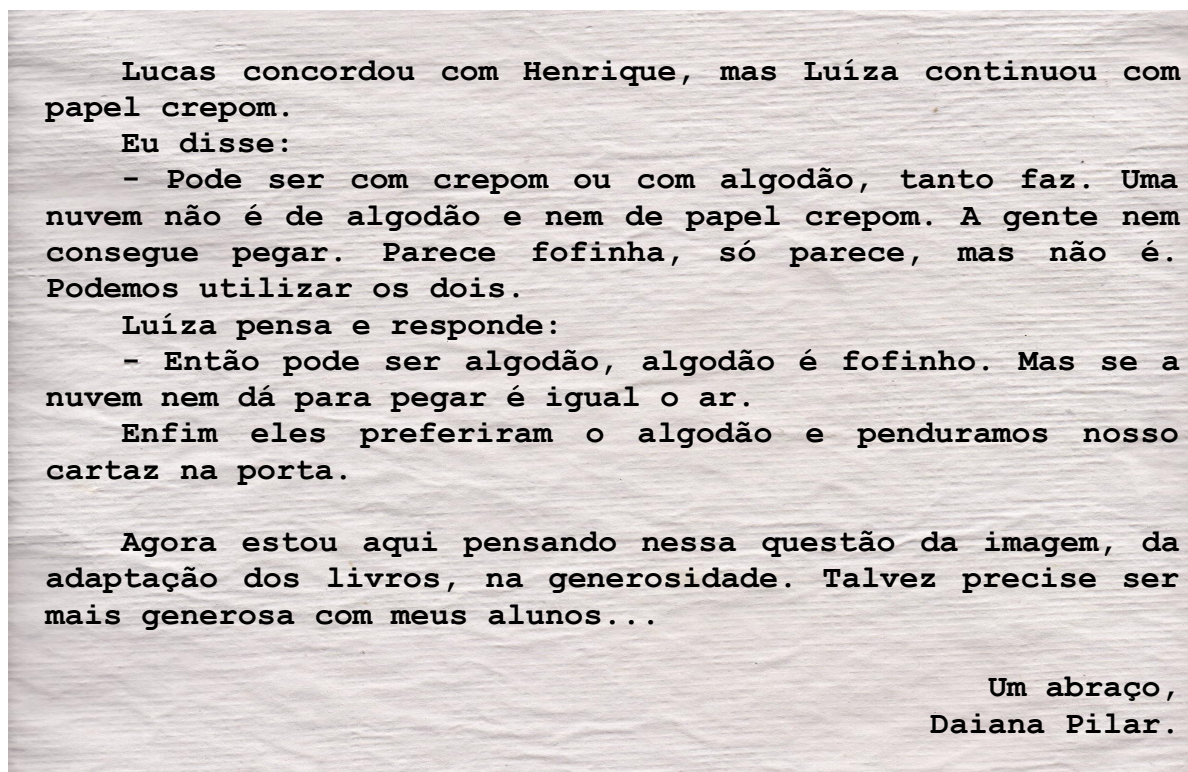 Lucas concordou com Henrique, mas Luíza continuou com
papel crepom.
Eu disse:
- Pode ser com crepom ou com algodão, tanto faz. Uma
nuvem não é de algodão e nem de papel crepom. A gente nem
consegue pegar. Parece fofinha, só parece, mas não é.
Podemos utilizar os dois.
Luíza pensa e responde:
- Então pode ser algodão, algodão é fofinho. Mas se a
nuvem nem dá para pegar é igual o ar.
Enfim eles preferiram o algodão e penduramos nosso
cartaz na porta.
Agora estou aqui pensando nessa questão da imagem, da
adaptação dos livros, na generosidade. Talvez precise ser
mais generosa com meus alunos...
Um abraço,
Daiana Pilar.